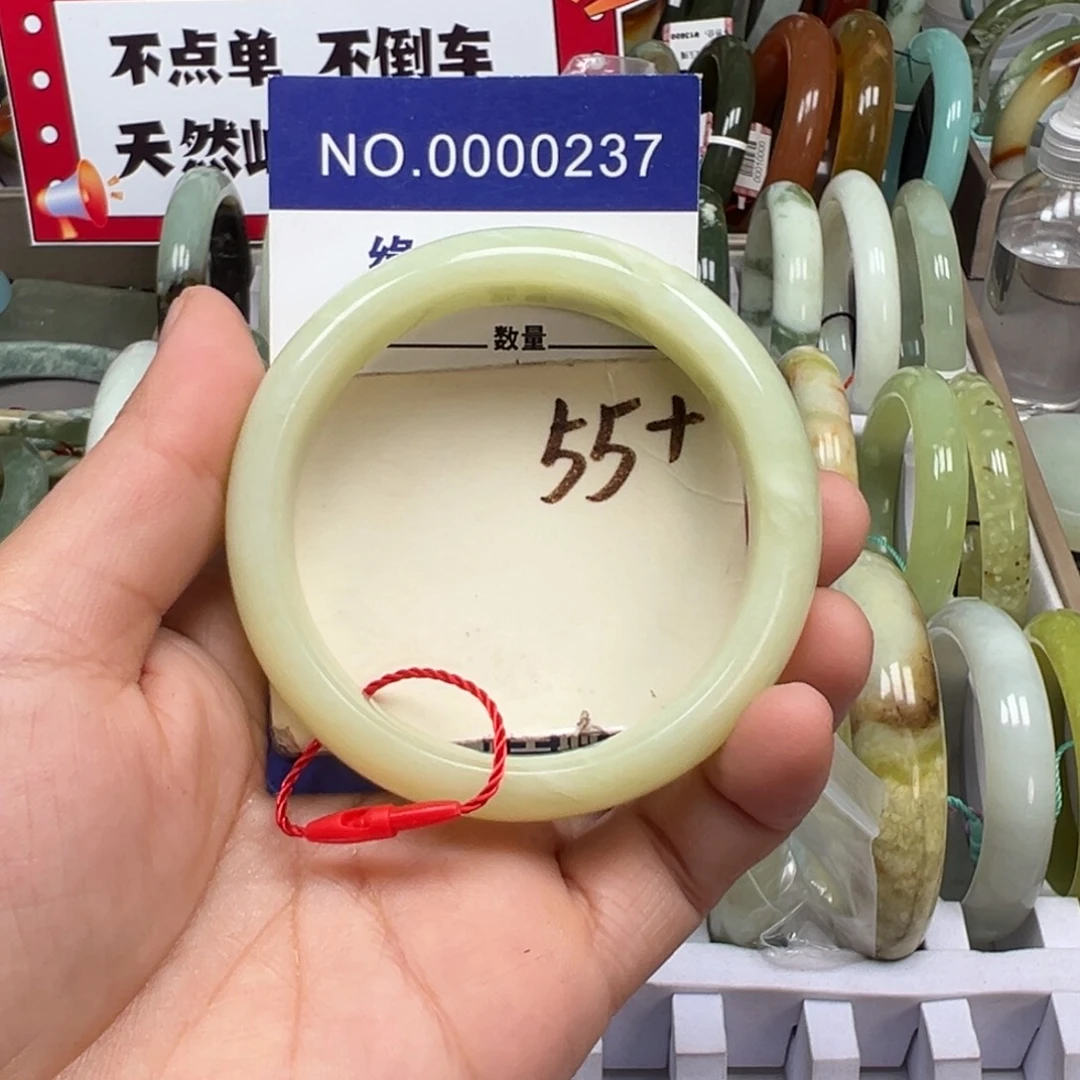 不点单 不倒车
天然
NO.0000237
数量
55+